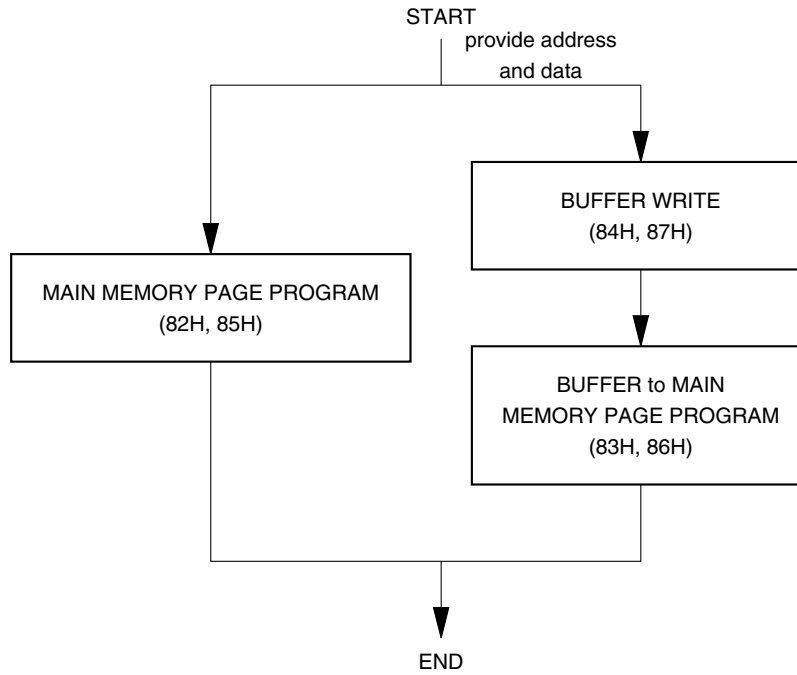 START
provide address
and data
BUFFER WRITE
(84H, 87H)
MAIN MEMORY PAGE PROGRAM
(82H, 85H)
BUFFER to MAIN
MEMORY PAGE PROGRAM
(83H, 86H)
END